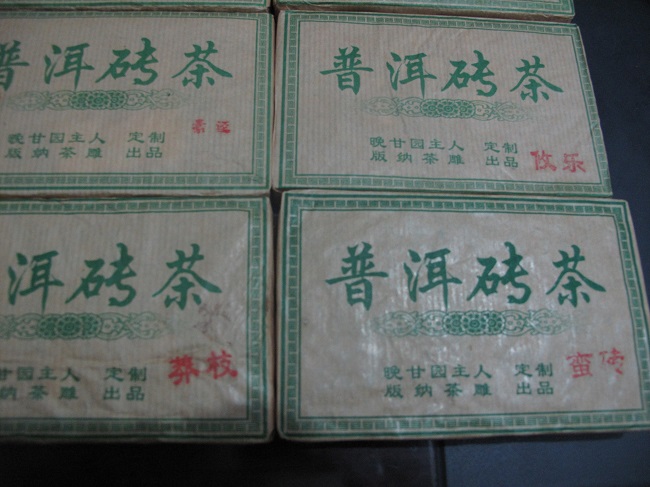 普洱砖茶
晚甘园主人 定制
版纳茶雕 出品
普洱砖茶
晚甘园主人 定制
版纳茶雕 出品
攸乐
洱砖茶
甘园主人 定制
纳茶雕 出品
莽枝
普洱砖茶
晚甘园主人 定制
版纳茶雕 出品
蛮砖